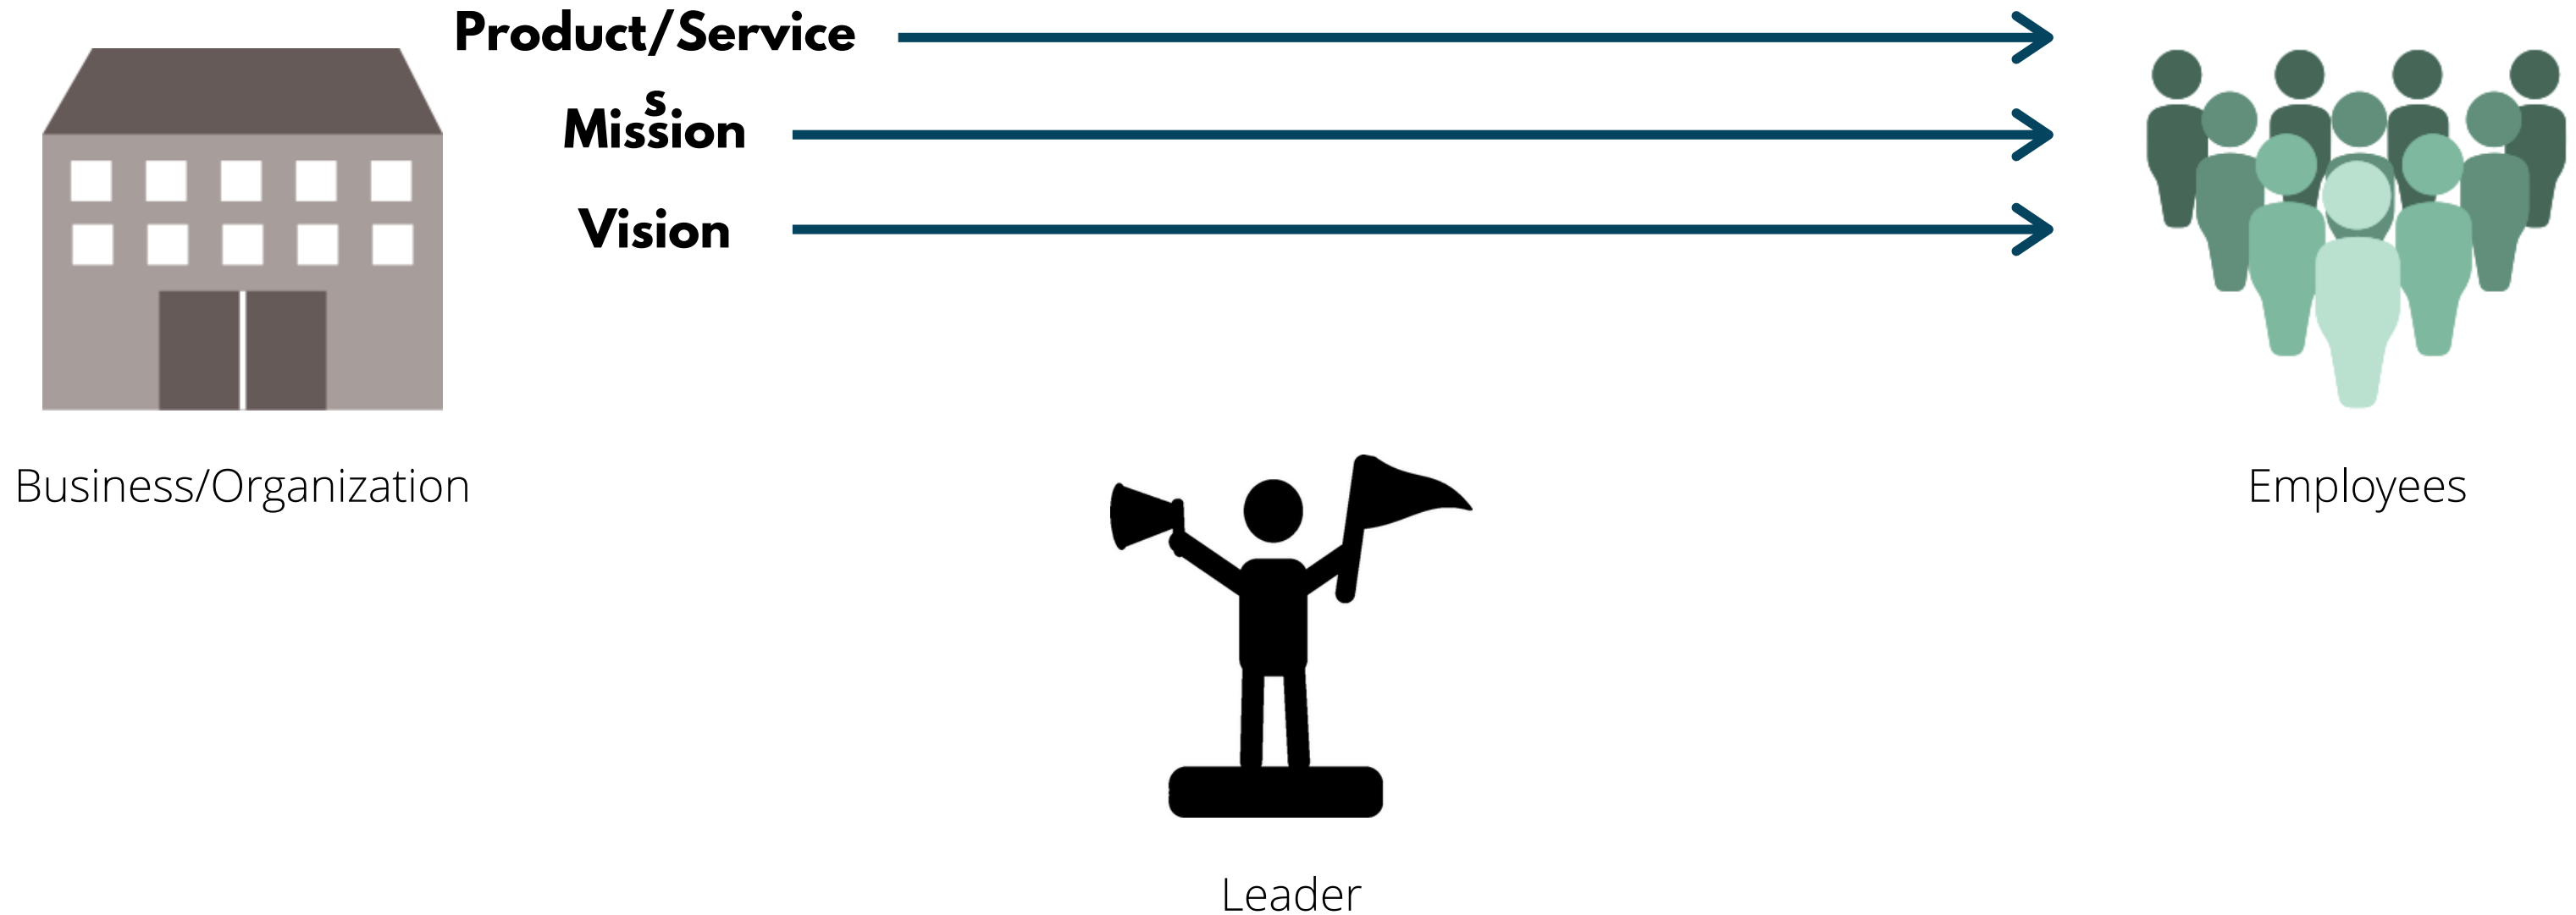 Product/Service
s
Mission
Vision
Business/Organization
Employees
Leader